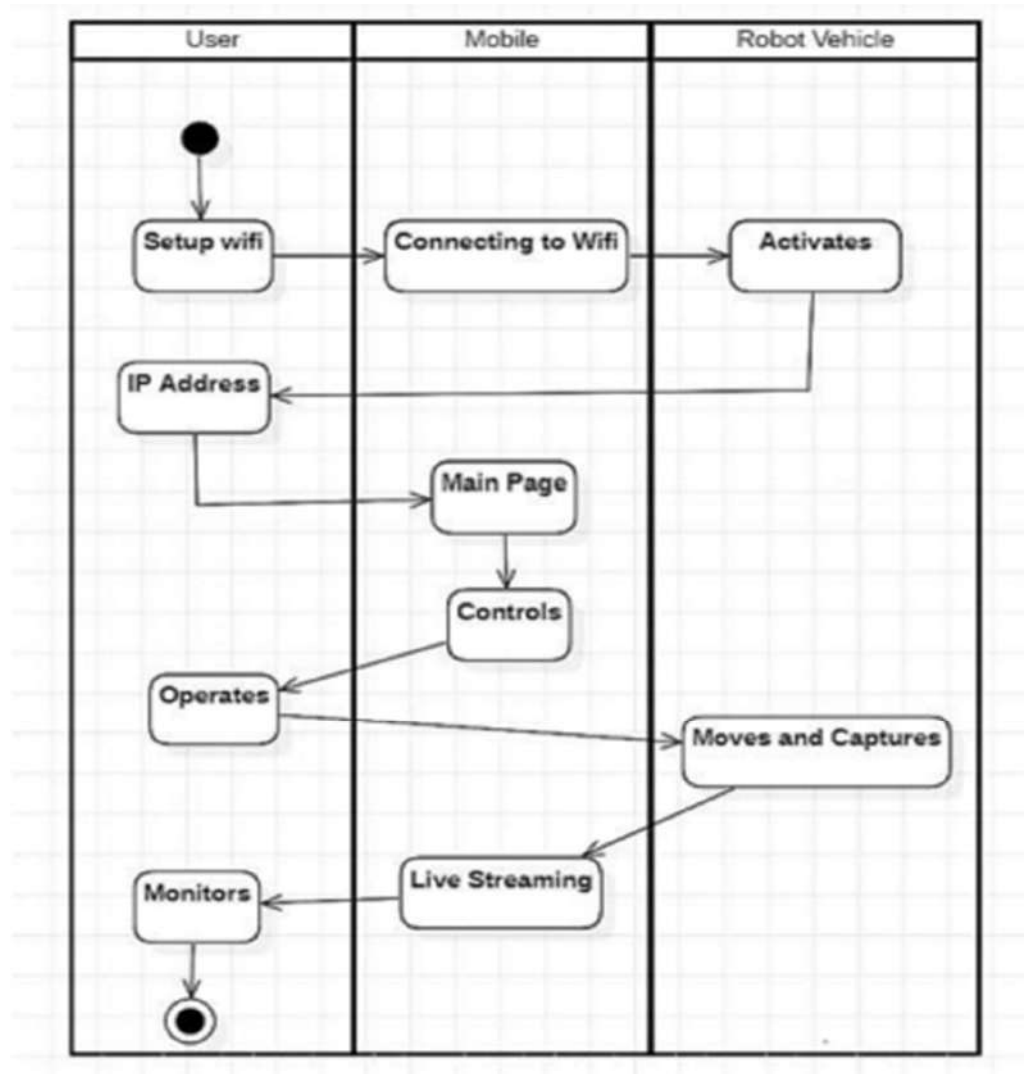 User
Mobile
Robot Vehicle
Setup wifi
Connecting to Wifi
Activates
IP Address
Main Page
Controls
Operates
Moves and Captures
Live Streaming
Monitors